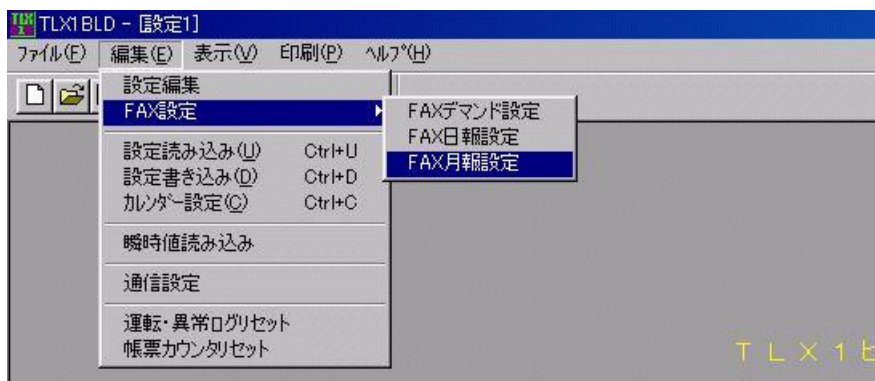 TLX1BLD - [設定1]
ファイル(F) 編集(E) 表示(V) 印刷(P) ヘルプ(H)
設定編集
FAX設定
FAXデマンド設定
FAX日報設定
FAX月報設定
設定読み込み(U) Ctrl+U
設定書き込み(D) Ctrl+D
カレンダー設定(C) Ctrl+C
瞬時値読み込み
通信設定
運転・異常ログリセット
帳票カウンタリセット
TLX1ビ